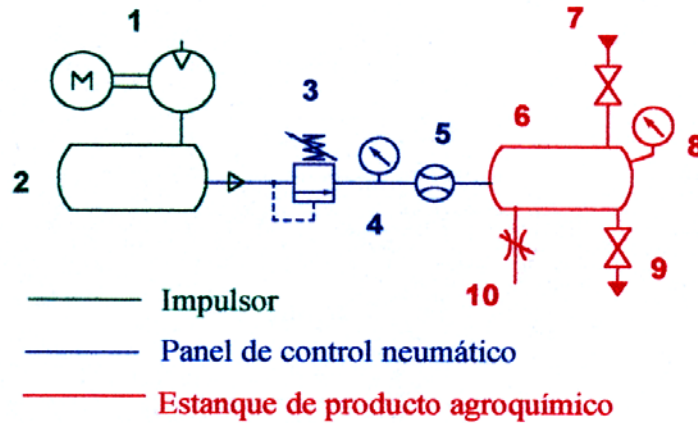 1
7
M
3
5
6
8
2
4
10
9
Impulsor
Panel de control neumático
Estanque de producto agroquímico